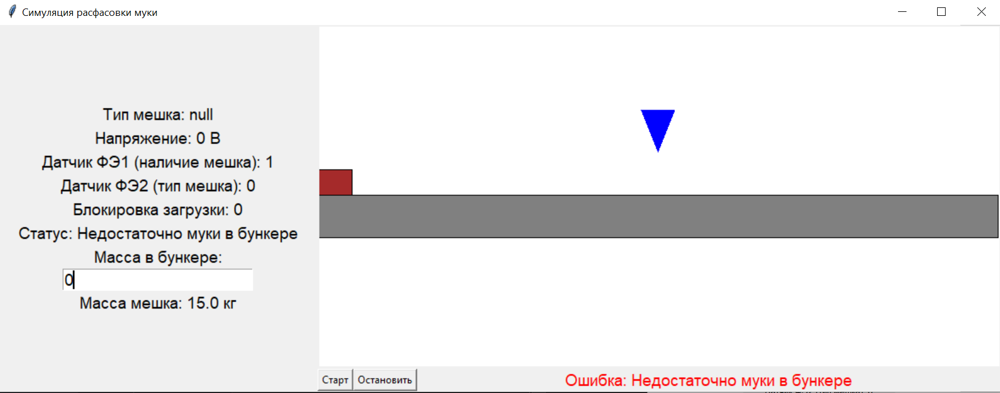 Симуляция расфасовки муки
Тип мешка: null
Напряжение: 0 В
Датчик ФЭ1 (наличие мешка): 1
Датчик ФЭ2 (тип мешка): 0
Блокировка загрузки: 0
Статус: Недостаточно муки в бункере
Масса в бункере:
0
Масса мешка: 15.0 кг
Старт
Остановить
Ошибка: Недостаточно муки в бункере